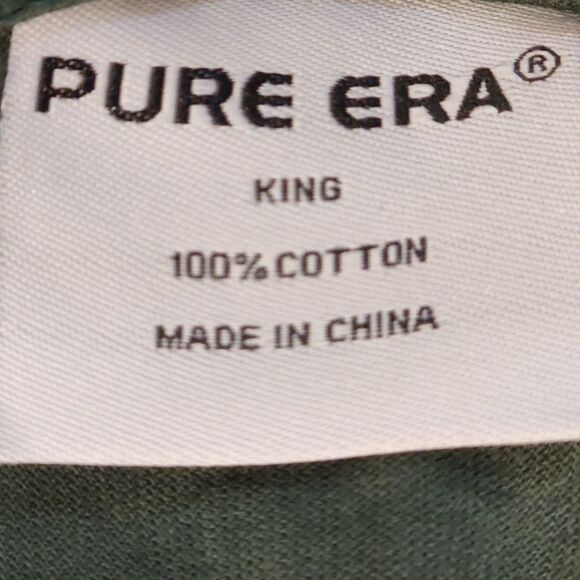 PURE ERA®
KING
100% COTTON
MADE IN CHINA